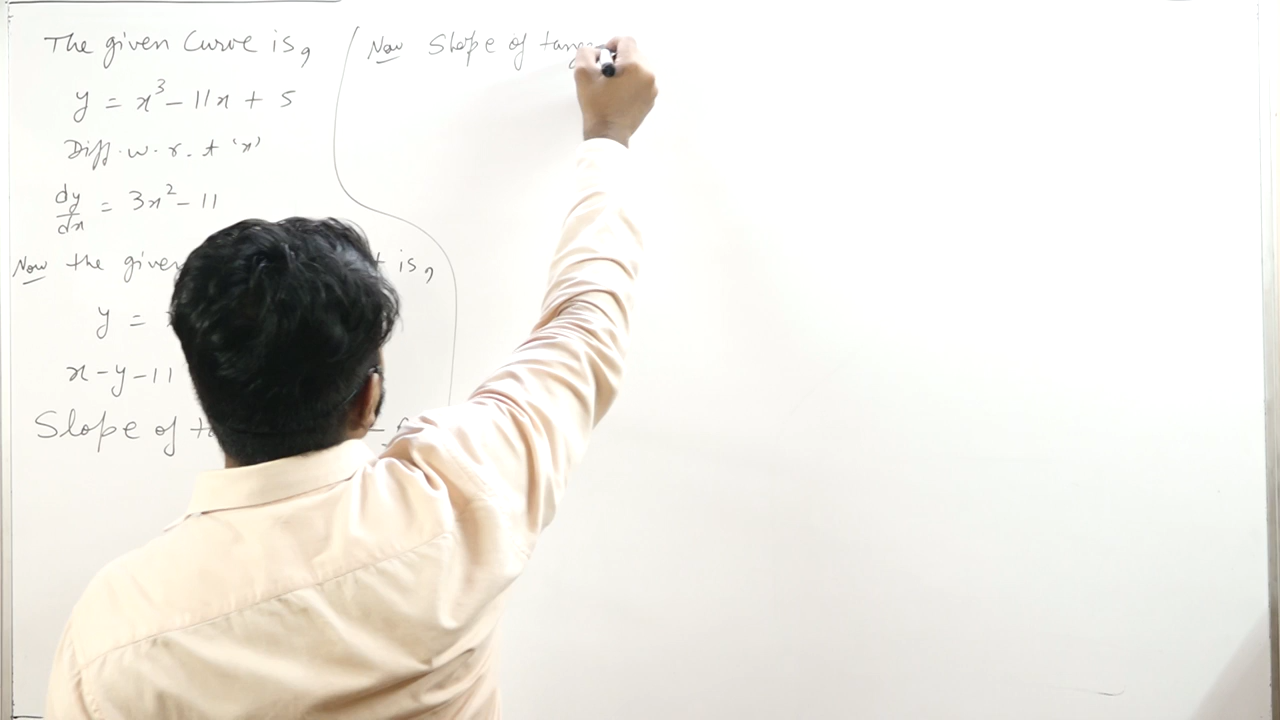 The given Curve is,
y = x³ - 11x + 5
Diff. w. r. t 'x'
dy/dx = 3x² - 11
Now the given is,
y =
x - y - 11
Slope of
Now Slope of tang